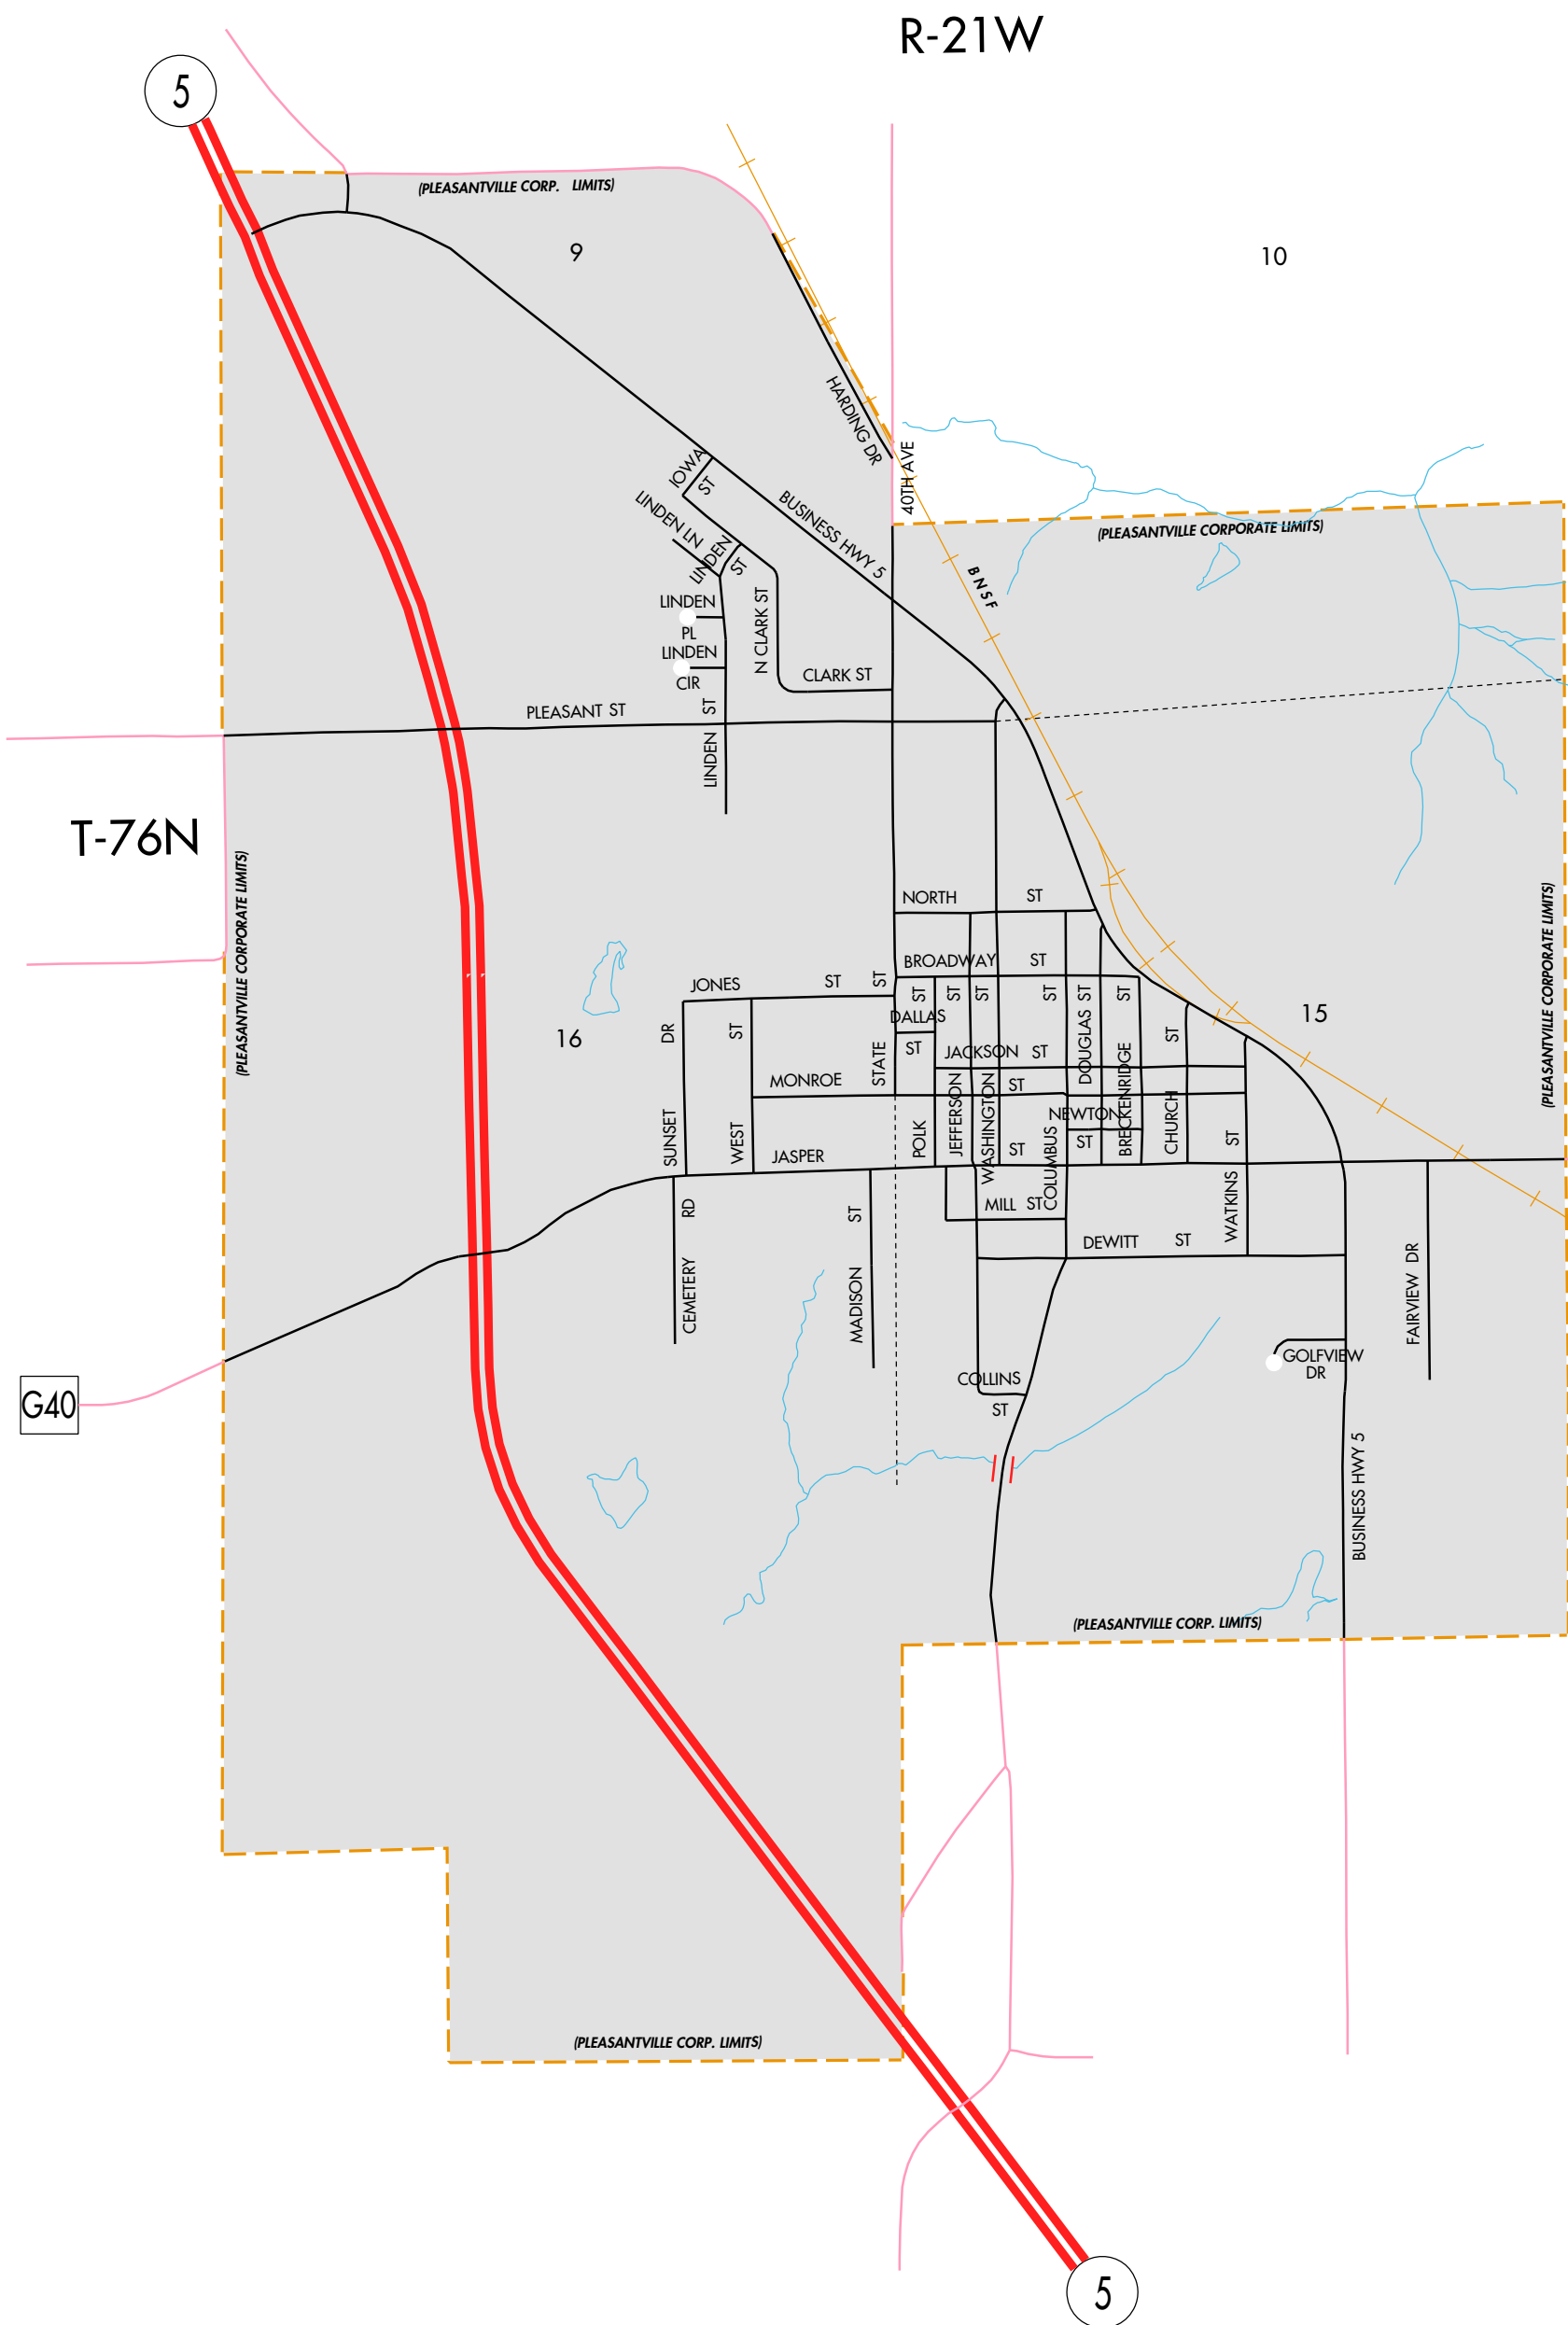 R-21W
5
(PLEASANTVILLE CORP. LIMITS)
9
10
HARDING DR
40TH AVE
IOWA
ST
LINDEN LN
LINDEN
ST
BUSINESS HWY 5
(PLEASANTVILLE CORPORATE LIMITS)
BNSF
LINDEN
PL
LINDEN
CIR
N CLARK ST
CLARK ST
PLEASANT ST
LINDEN ST
T-76N
(PLEASANTVILLE CORPORATE LIMITS)
(PLEASANTVILLE CORPORATE LIMITS)
NORTH ST
BROADWAY ST
JONES ST
16
15
SUNSET DR
WEST ST
STATE ST
DALLAS
ST
POLK ST
JEFFERSON ST
WASHINGTON ST
COLUMBUS ST
DOUGLAS ST
BRECKENRIDGE ST
CHURCH ST
WATKINS ST
JACKSON ST
MONROE ST
NEWTON
ST
JASPER ST
CEMETERY RD
MADISON ST
MILL ST
DEWITT ST
FAIRVIEW DR
GOLFVIEW
DR
COLLINS
ST
G40
BUSINESS HWY 5
(PLEASANTVILLE CORP. LIMITS)
(PLEASANTVILLE CORP. LIMITS)
5